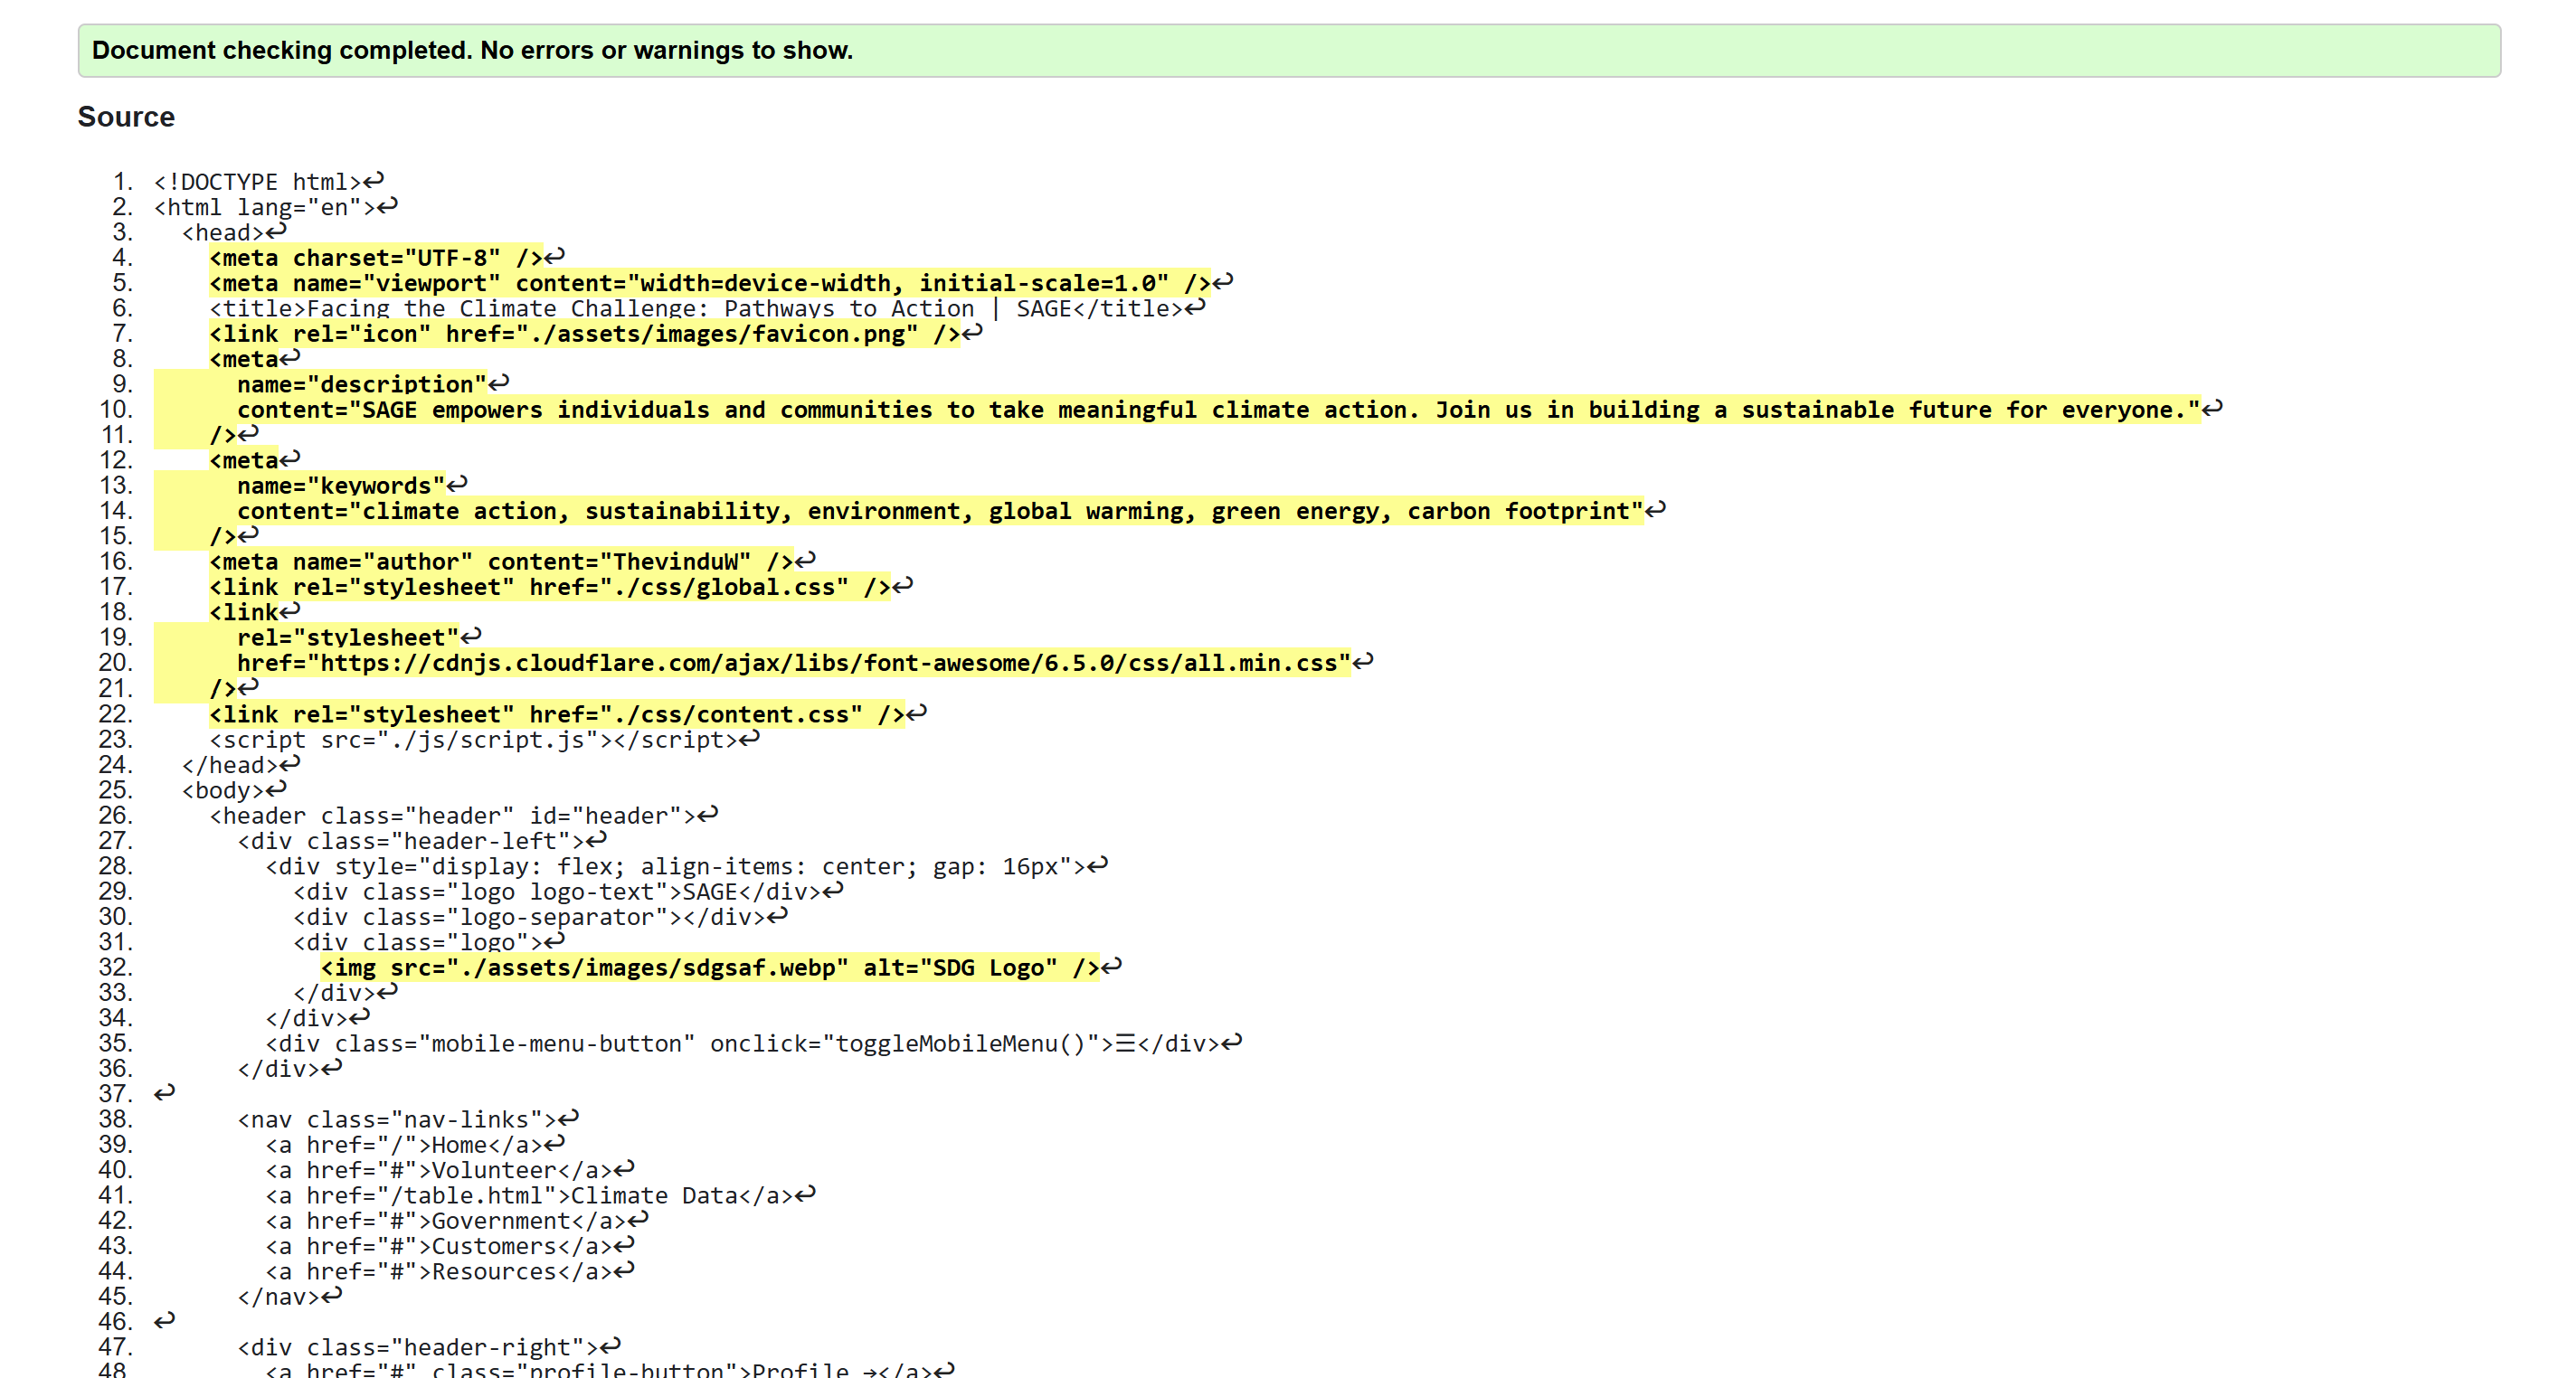 Document checking completed. No errors or warnings to show.
Source
1. <!DOCTYPE html>↩
2. <html lang="en">↩
3. <head>↩
4. <meta charset="UTF-8" />↩
5. <meta name="viewport" content="width=device-width, initial-scale=1.0" />↩
6. <title>Facing the Climate Challenge: Pathways to Action | SAGE</title>↩
7. <link rel="icon" href="./assets/images/favicon.png" />↩
8. <meta↩
9. name="description"↩
10. content="SAGE empowers individuals and communities to take meaningful climate action. Join us in building a sustainable future for everyone."↩
11. />↩
12. <meta↩
13. name="keywords"↩
14. content="climate action, sustainability, environment, global warming, green energy, carbon footprint"↩
15. />↩
16. <meta name="author" content="ThevinduW" />↩
17. <link rel="stylesheet" href="./css/global.css" />↩
18. <link↩
19. rel="stylesheet"↩
20. href="https://cdnjs.cloudflare.com/ajax/libs/font-awesome/6.5.0/css/all.min.css"↩
21. />↩
22. <link rel="stylesheet" href="./css/content.css" />↩
23. <script src="./js/script.js"></script>↩
24. </head>↩
25. <body>↩
26. <header class="header" id="header">↩
27. <div class="header-left">↩
28. <div style="display: flex; align-items: center; gap: 16px">↩
29. <div class="logo logo-text">SAGE</div>↩
30. <div class="logo-separator"></div>↩
31. <div class="logo">↩
32. <img src="./assets/images/sdgsaf.webp" alt="SDG Logo" />↩
33. </div>↩
34. </div>↩
35. <div class="mobile-menu-button" onclick="toggleMobileMenu()">☰</div>↩
36. </div>↩
37. ↩
38. <nav class="nav-links">↩
39. <a href="/">Home</a>↩
40. <a href="#">Volunteer</a>↩
41. <a href="/table.html">Climate Data</a>↩
42. <a href="#">Government</a>↩
43. <a href="#">Customers</a>↩
44. <a href="#">Resources</a>↩
45. </nav>↩
46. ↩
47. <div class="header-right">↩
48 <a href="#" class="profile-button">Profile →</a>↩